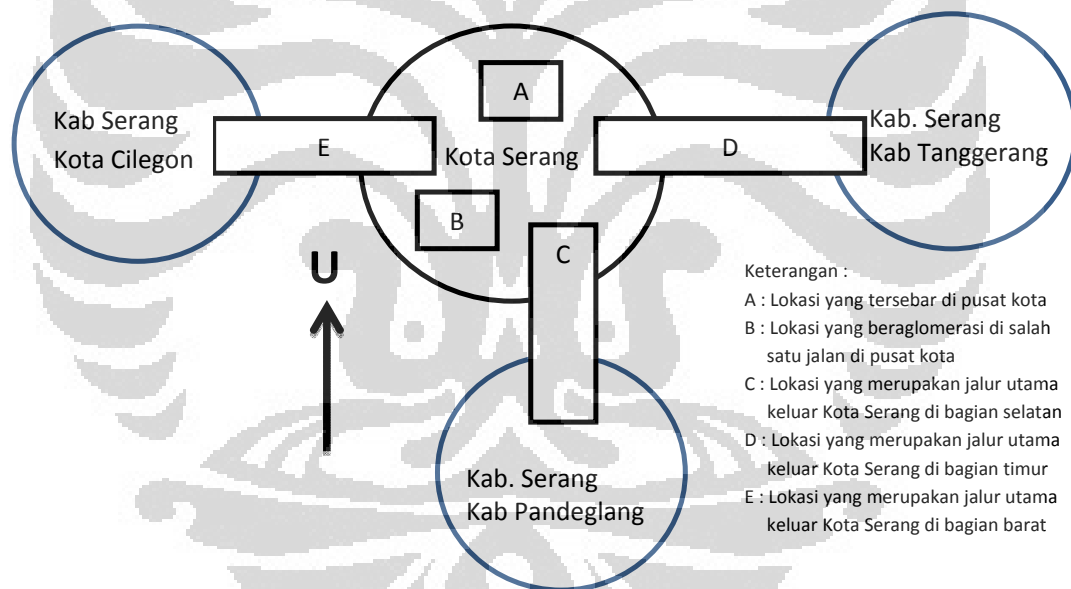 A
Kab Serang
Kota Cilegon
E
Kota Serang
D
Kab. Serang
Kab Tanggerang
B
C
U
Keterangan :
A : Lokasi yang tersebar di pusat kota
B : Lokasi yang beraglomerasi di salah
satu jalan di pusat kota
C : Lokasi yang merupakan jalur utama
keluar Kota Serang di bagian selatan
D : Lokasi yang merupakan jalur utama
keluar Kota Serang di bagian timur
E : Lokasi yang merupakan jalur utama
keluar Kota Serang di bagian barat
Kab. Serang
Kab Pandeglang